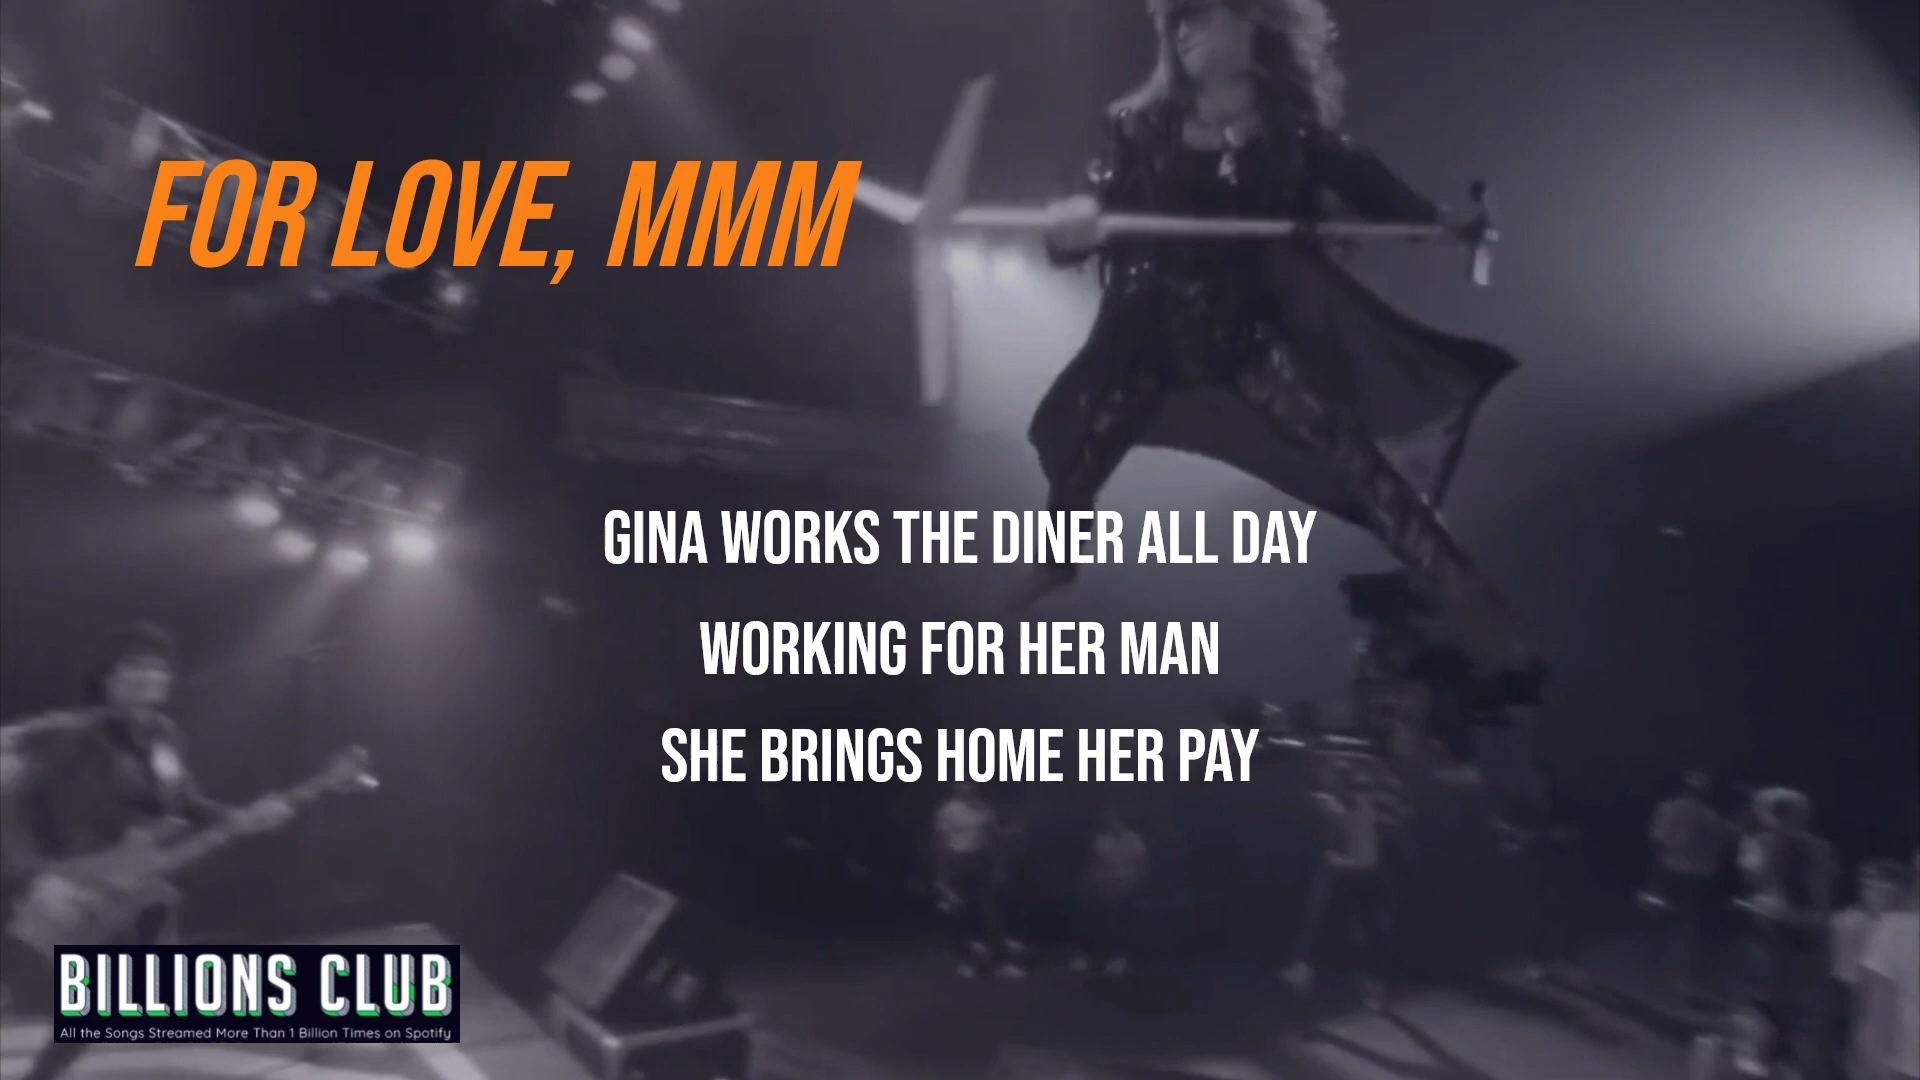 FOR LOVE, MMM
GINA WORKS THE DINER ALL DAY
WORKING FOR HER MAN
SHE BRINGS HOME HER PAY
BILLIONS CLUB
All the Songs Streamed More Than 1 Billion Times on Spotify